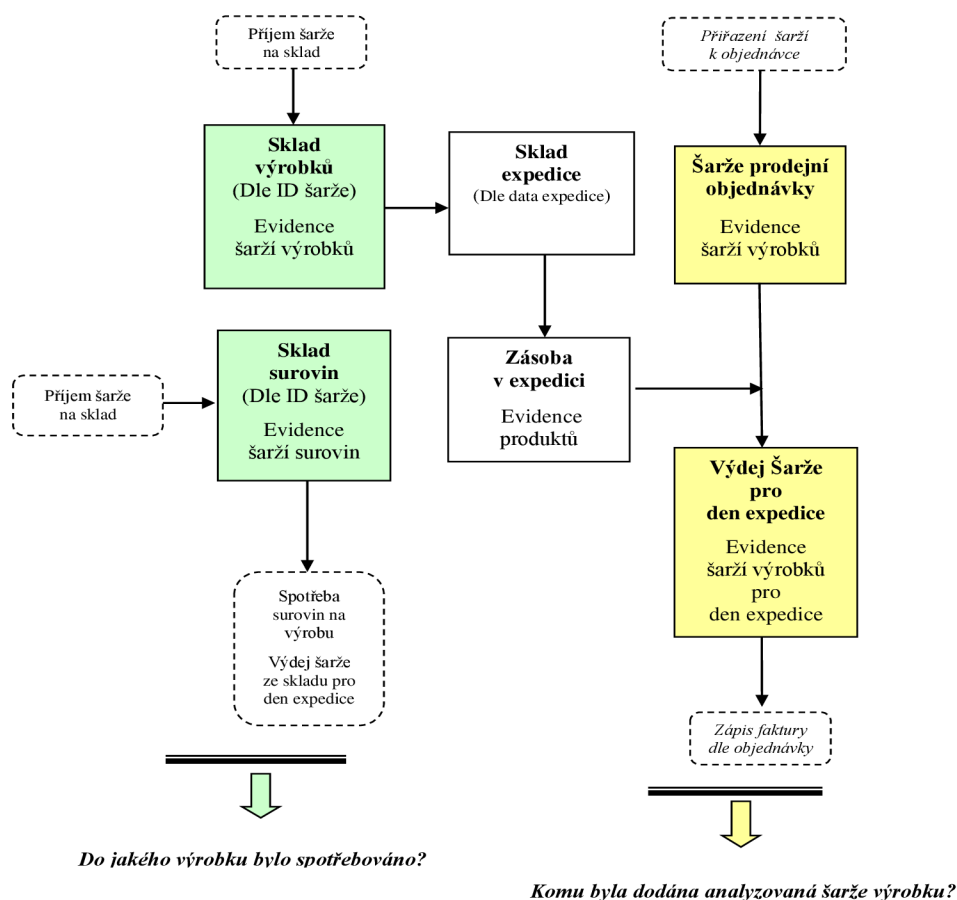 Příjem šarže
na sklad
Přiřazení šarží
k objednávce
Sklad
výrobků
(Dle ID šarže)
Evidence
šarží výrobků
Sklad
expedice
(Dle data expedice)
Šarže prodejní
objednávky
Evidence
šarží výrobků
Sklad
surovin
(Dle ID šarže)
Evidence
šarží surovin
Zásoba
v expedici
Evidence
produktů
Příjem šarže
na sklad
Výdej Šarže
pro
den expedice
Evidence
šarží výrobků
pro
den expedice
Spotřeba
surovin na
výrobu
Výdej šarže
ze skladu pro
den expedice
Zápis faktury
dle objednávky
Do jakého výrobku bylo spotřebováno?
Komu byla dodána analyzovaná šarže výrobku?